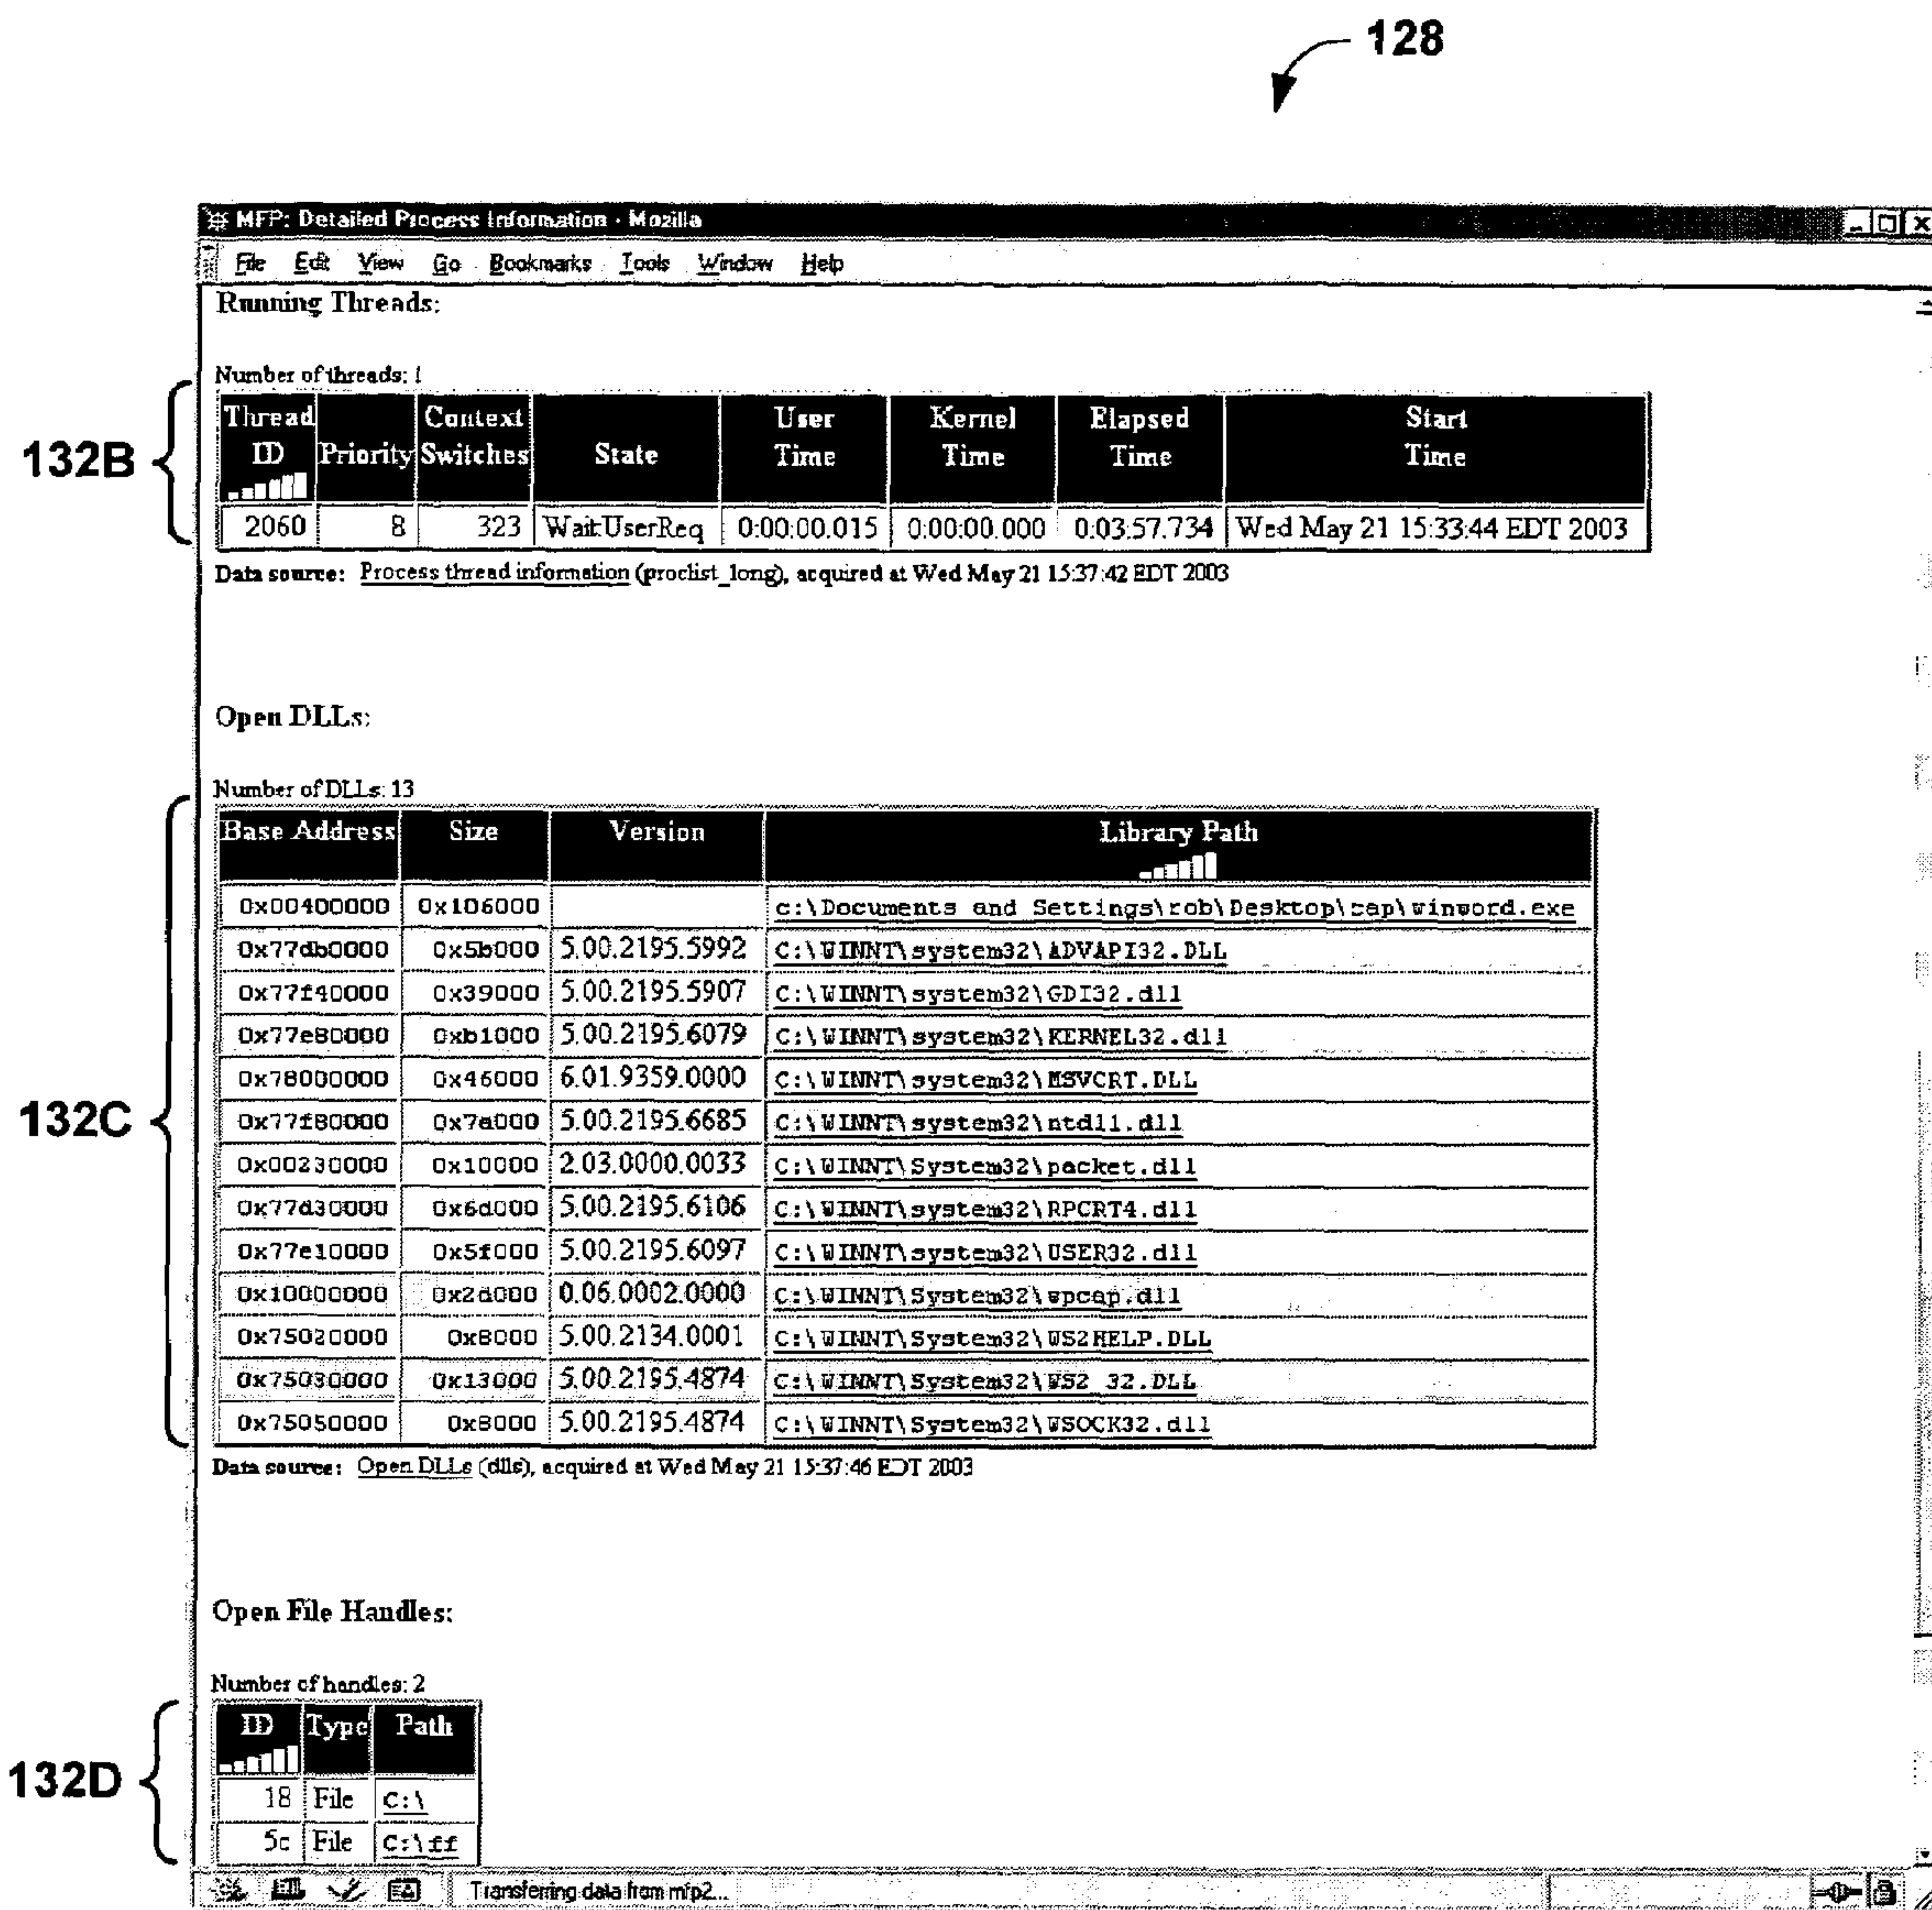 128
MFP: Detailed Process Information - Mozilla
File Edit View Go Bookmarks Tools Window Help
Running Threads:
Number of threads: 1
132B
Thread ID Priority Context Switches State User Time Kernel Time Elapsed Time Start Time
2060 8 323 Wait:UserReq 0:00:00.015 0:00:00.000 0:03:57.734 Wed May 21 15:33:44 EDT 2003
Data source: Process thread information (proclist_long), acquired at Wed May 21 15:37:42 EDT 2003
Open DLLs:
Number of DLLs: 13
132C
Base Address Size Version Library Path
0x00400000 0x106000 c:\Documents and Settings\rob\Desktop\cap\winword.exe
0x77db0000 0x5b000 5.00.2195.5992 C:\WINNT\system32\ADVAPI32.DLL
0x77f40000 0x39000 5.00.2195.5907 C:\WINNT\system32\GDI32.dll
0x77e80000 0xb1000 5.00.2195.6079 C:\WINNT\system32\KERNEL32.dll
0x78000000 0x46000 6.01.9359.0000 C:\WINNT\system32\MSVCRT.DLL
0x77f80000 0x7a000 5.00.2195.6685 C:\WINNT\system32\ntdll.dll
0x00230000 0x10000 2.03.0000.0033 C:\WINNT\System32\packet.dll
0x77d30000 0x6d000 5.00.2195.6106 C:\WINNT\system32\RPCRT4.dll
0x77e10000 0x5f000 5.00.2195.6097 C:\WINNT\system32\USER32.dll
0x10000000 0x2d000 0.06.0002.0000 C:\WINNT\System32\wpcap.dll
0x75020000 0x8000 5.00.2134.0001 C:\WINNT\System32\WS2HELP.DLL
0x75030000 0x13000 5.00.2195.4874 C:\WINNT\System32\WS2_32.DLL
0x75050000 0x8000 5.00.2195.4874 C:\WINNT\System32\WSOCK32.dll
Data source: Open DLLs (dlls), acquired at Wed May 21 15:37:46 EDT 2003
Open File Handles:
Number of handles: 2
132D
ID Type Path
18 File C:\
5c File C:\ff
Transferring data from mfp2...